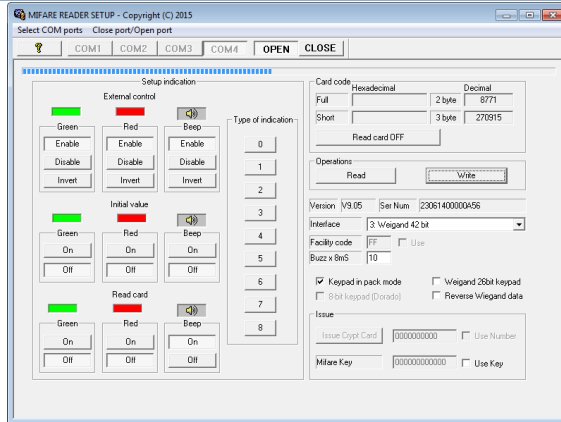 MIFARE READER SETUP - Copyright (C) 2015
Select COM ports Close port/Open port
? COM1 COM2 COM3 COM4 OPEN CLOSE
Setup indication
External control
Green Red Beep
Enable Enable Enable
Disable Disable Disable
Invert Invert Invert
Initial value
Green Red Beep
On On On
Off Off Off
Read card
Green Red Beep
On On On
Off Off Off
Type of indication
0
1
2
3
4
5
6
7
8
Card code
Hexadecimal Decimal
Full 2 byte 8771
Short 3 byte 270915
Read card OFF
Operations
Read Write
Version V9.05 Ser Num 23061400000A56
Interface 3: Weigand 42 bit
Facility code FF Use
Buzz x 8mS 10
Keypad in pack mode Weigand 26bit keypad
8-bit keypad (Dorado) Reverse Wiegand data
Issue
Issue Crypt Card 0000000000 Use Number
Mifare Key 000000000000 Use Key